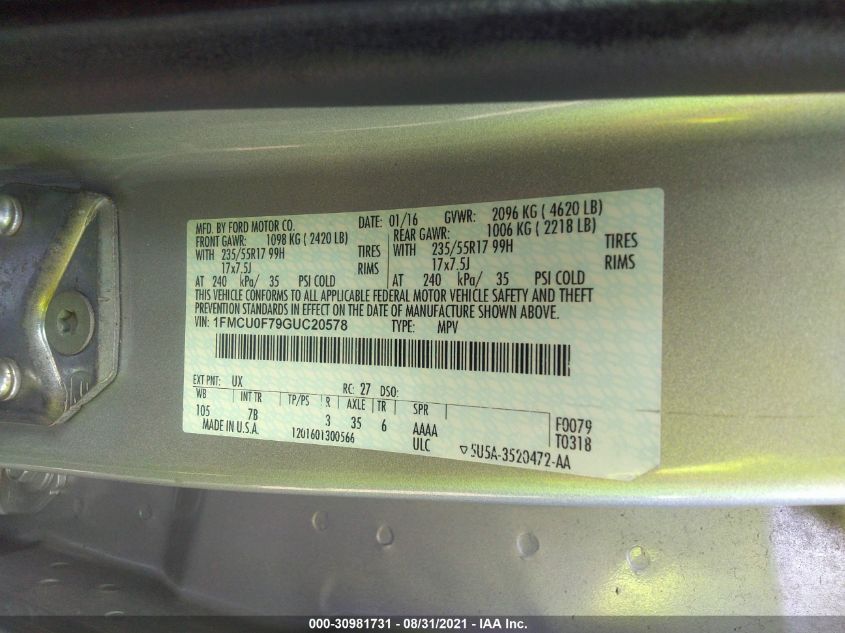 MFD. BY FORD MOTOR CO.
DATE: 01/16 GVWR: 2096 KG ( 4620 LB)
FRONT GAWR: 1098 KG ( 2420 LB)
REAR GAWR: 1006 KG ( 2218 LB)
WITH 235/55R17 99H TIRES
WITH 235/55R17 99H TIRES
17x7.5J RIMS
17x7.5J RIMS
AT 240 kPa/ 35 PSI COLD
AT 240 kPa/ 35 PSI COLD
THIS VEHICLE CONFORMS TO ALL APPLICABLE FEDERAL MOTOR VEHICLE SAFETY AND THEFT
PREVENTION STANDARDS IN EFFECT ON THE DATE OF MANUFACTURE SHOWN ABOVE.
VIN: 1FMCU0F79GUC20578 TYPE: MPV
EXT PNT: UX RC: 27 DSO:
WB INT TR TP/PS R AXLE TR SPR
105 7B 3 35 6 AAAA F0079
MADE IN U.S.A. 1201601300566 ULC T0318
5U5A-3520472-AA
000-30981731 - 08/31/2021 - IAA Inc.